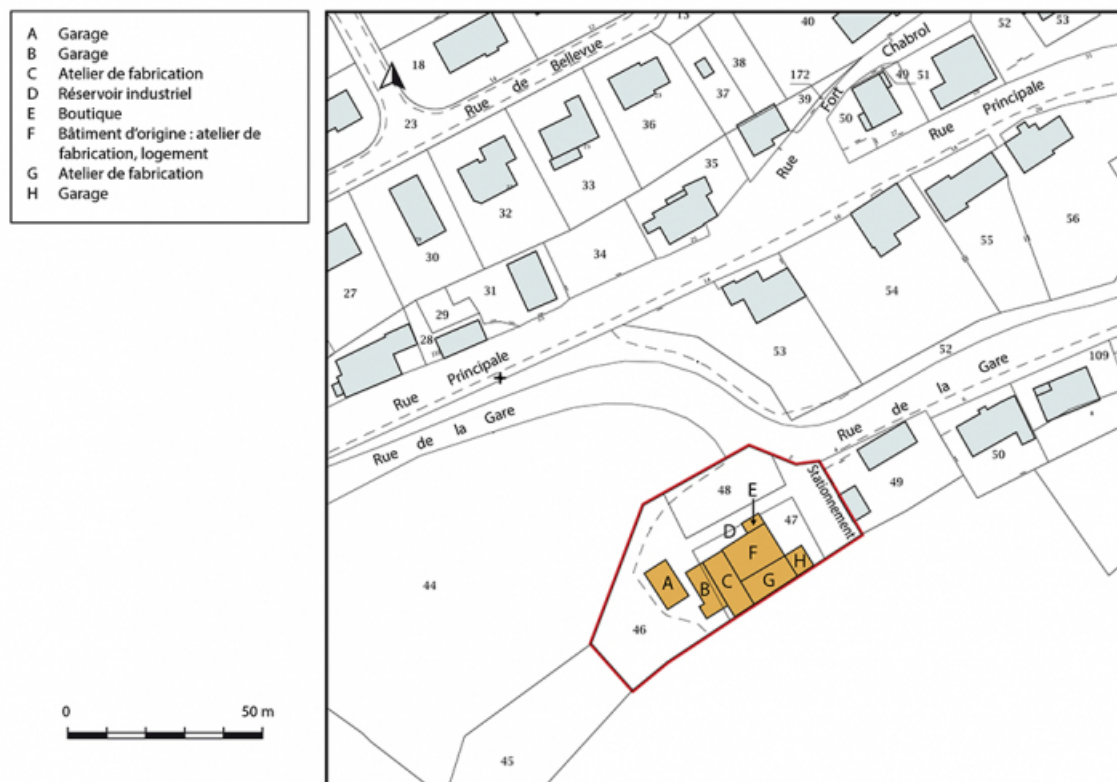 A Garage
B Garage
C Atelier de fabrication
D Réservoir industriel
E Boutique
F Bâtiment d'origine : atelier de
fabrication, logement
G Atelier de fabrication
H Garage
0 50 m
18
Rue de Bellevue
13
40
Chabrol
52
53
23
36
37
38
172
39
Fort
49
51
50
Rue Principale
35
Rue
33
32
30
27
34
31
29
28
56
55
54
53
52
Rue Principale
Rue de la Gare
Rue de la Gare
109
50
49
48
E
Stationnement
47
D
F
H
G
C
B
A
44
46
45